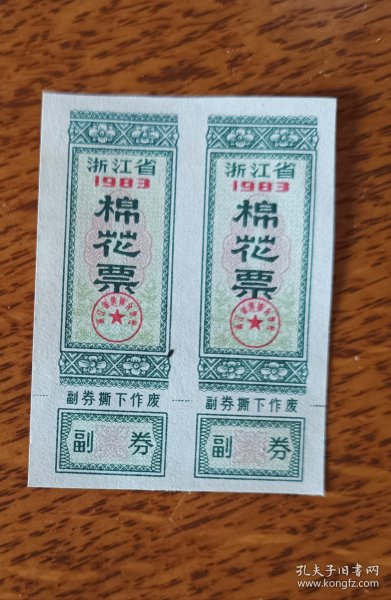 浙江省
1983
棉花票
副券撕下作废
副 券
浙江省
1983
棉花票
副券撕下作废
副 券
孔夫子旧书网
www.kongfz.com